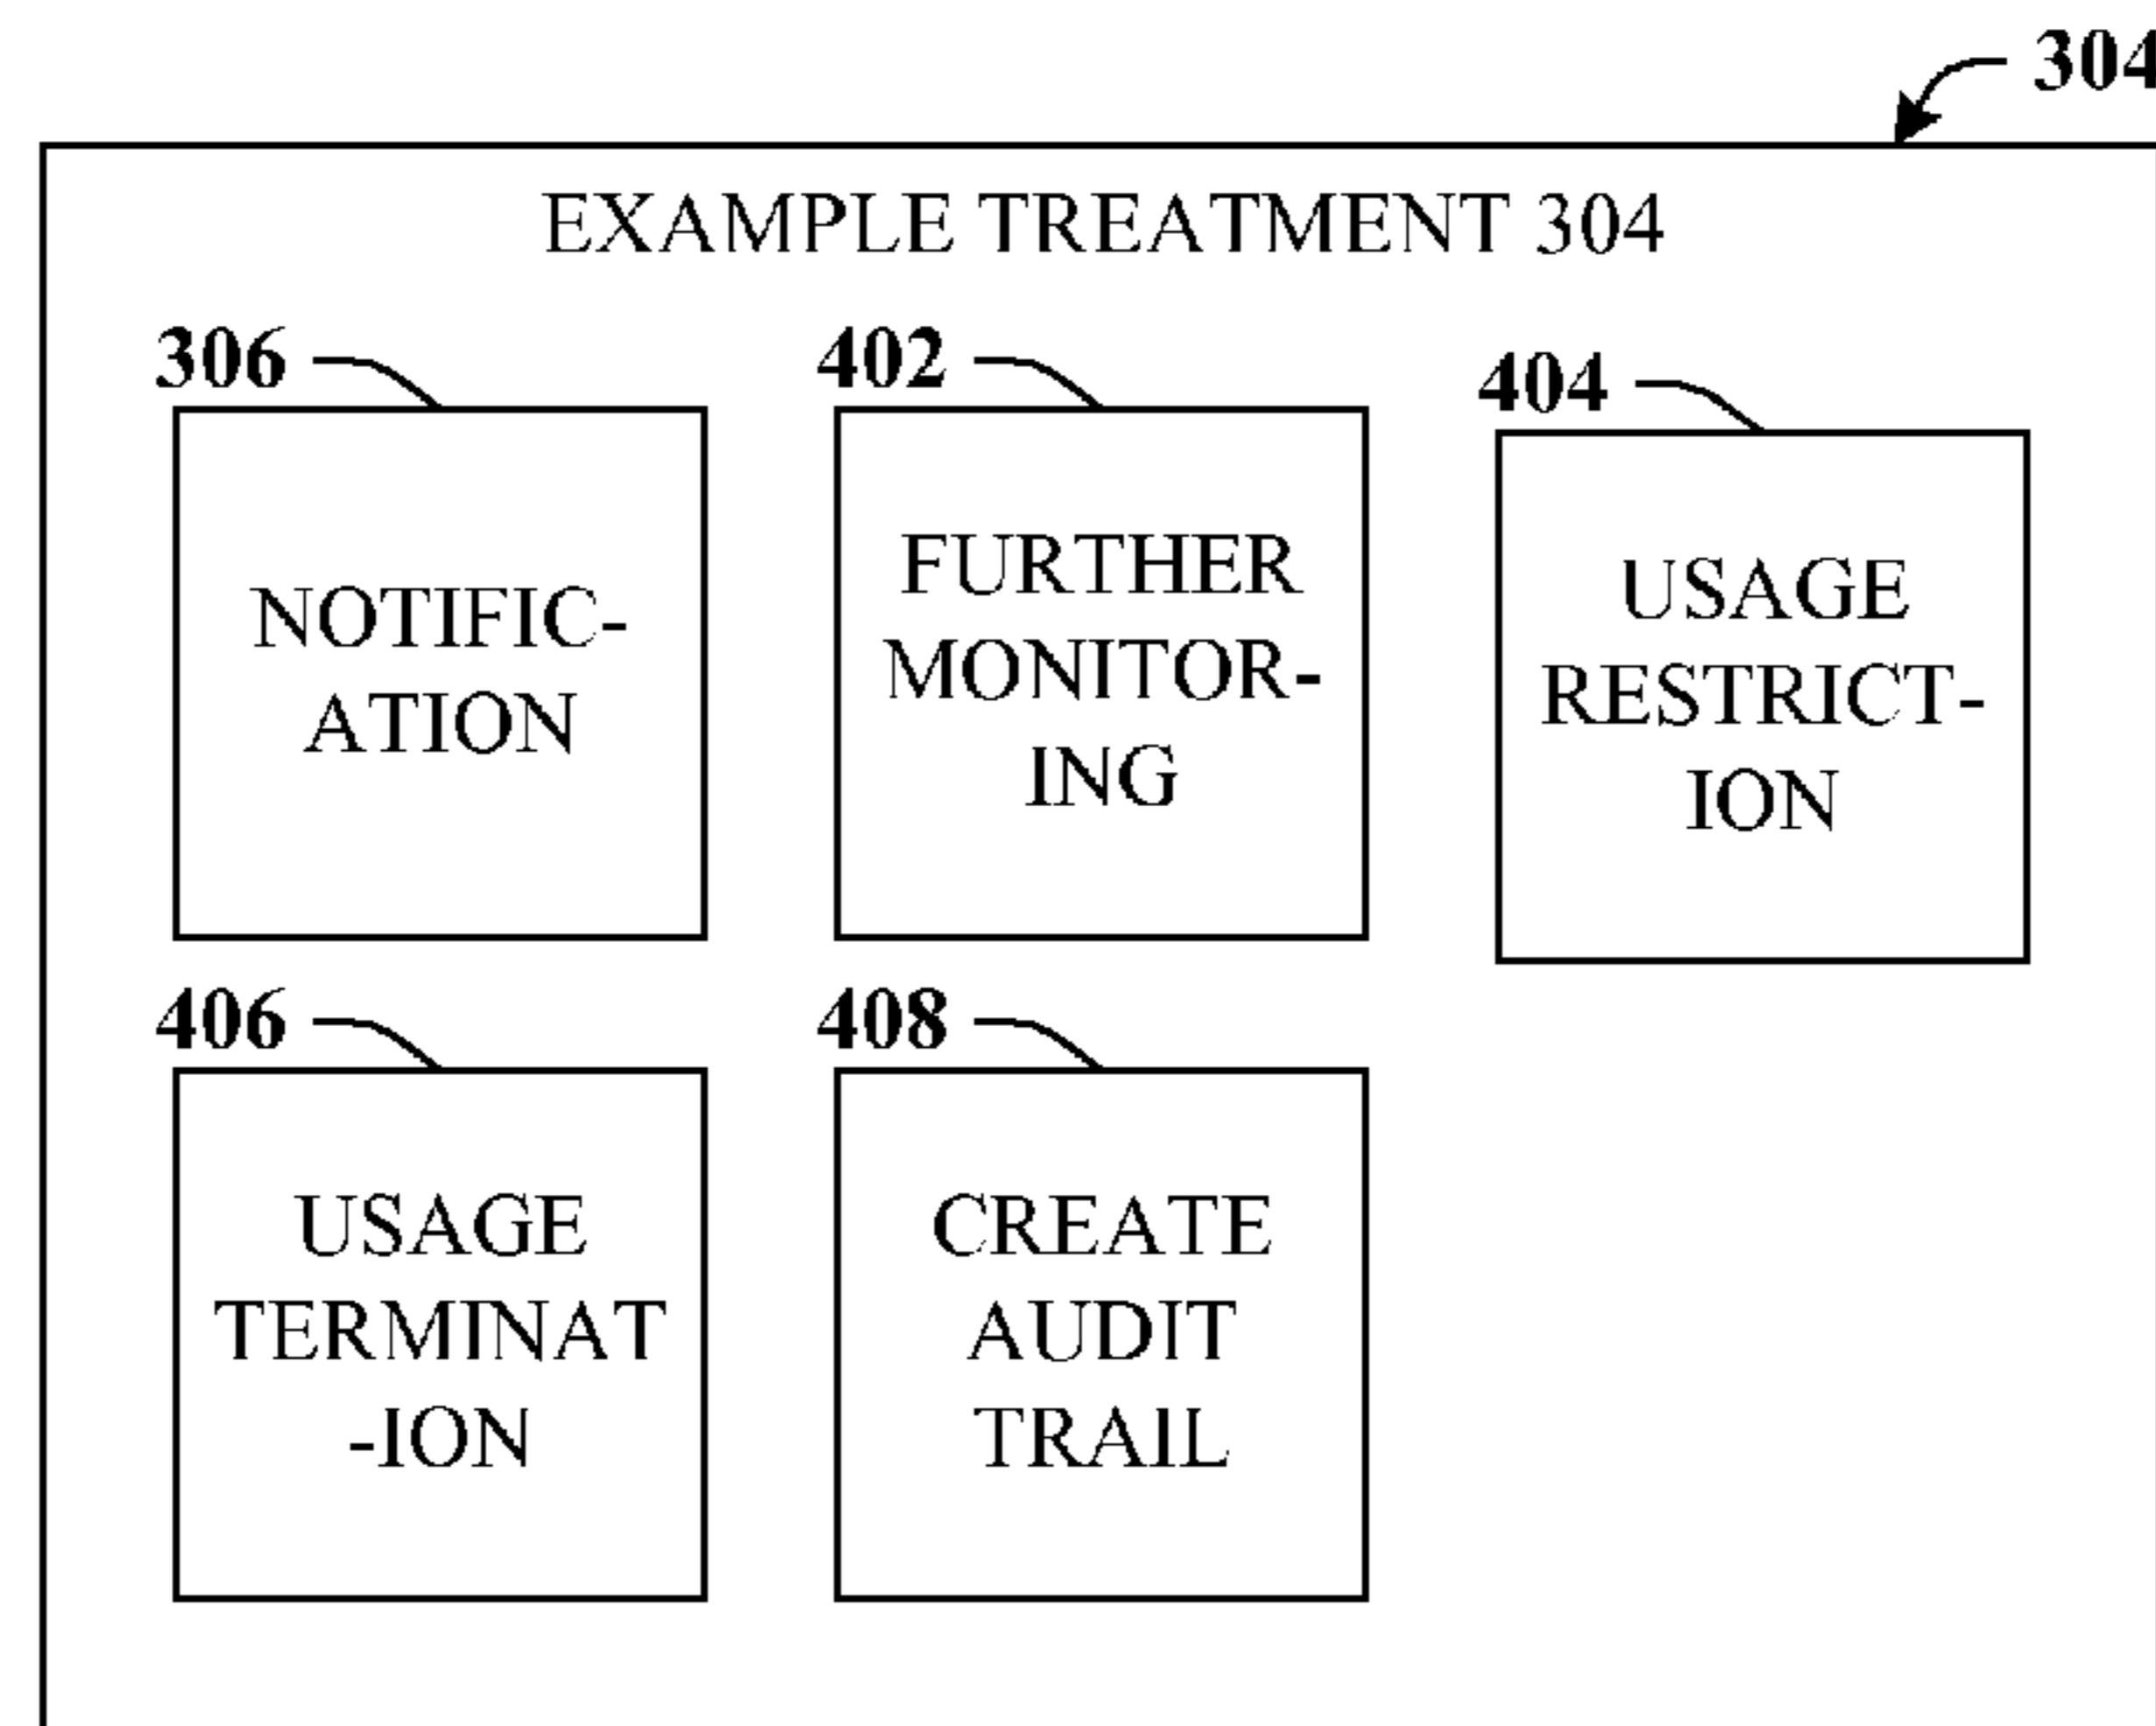 304
EXAMPLE TREATMENT 304
306
NOTIFIC-
ATION
402
FURTHER
MONITOR-
ING
404
USAGE
RESTRICT-
ION
406
USAGE
TERMINAT
-ION
408
CREATE
AUDIT
TRAIL